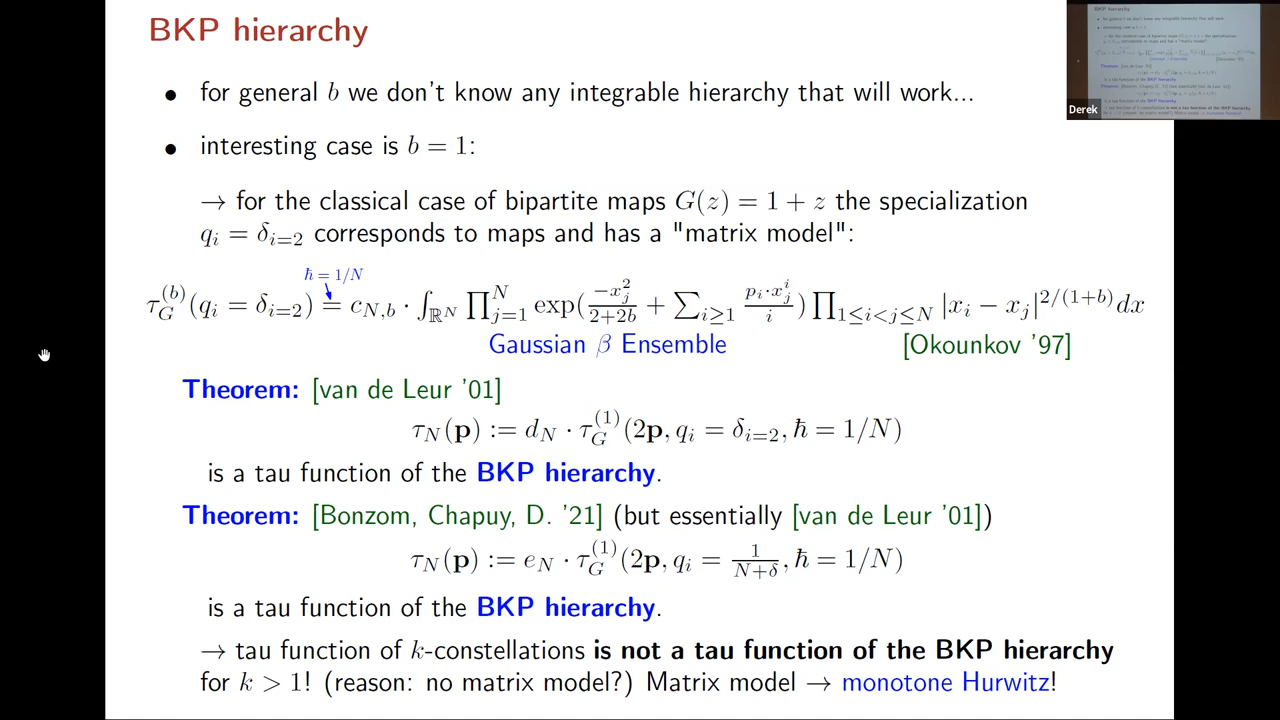 BKP hierarchy
• for general b we don't know any integrable hierarchy that will work...
• interesting case is b = 1:
→ for the classical case of bipartite maps G(z) = 1 + z the specialization
q_i = δ_{i=2} corresponds to maps and has a "matrix model":
ħ = 1/N
τ_G^{(b)}(q_i = δ_{i=2}) = c_{N,b} · ∫_{ℝ^N} ∏_{j=1}^N exp(\frac{-x_j^2}{2+2b} + ∑_{i≥1} \frac{p_i·x_j^i}{i}) ∏_{1≤i<j≤N} |x_i − x_j|^{2/(1+b)} dx
Gaussian β Ensemble [Okounkov '97]
Theorem: [van de Leur '01]
τ_N(p) := d_N · τ_G^{(1)}(2p, q_i = δ_{i=2}, ħ = 1/N)
is a tau function of the BKP hierarchy.
Theorem: [Bonzom, Chapuy, D. '21] (but essentially [van de Leur '01])
τ_N(p) := e_N · τ_G^{(1)}(2p, q_i = \frac{1}{N+δ}, ħ = 1/N)
is a tau function of the BKP hierarchy.
→ tau function of k-constellations is not a tau function of the BKP hierarchy
for k > 1! (reason: no matrix model?) Matrix model → monotone Hurwitz!
Derek